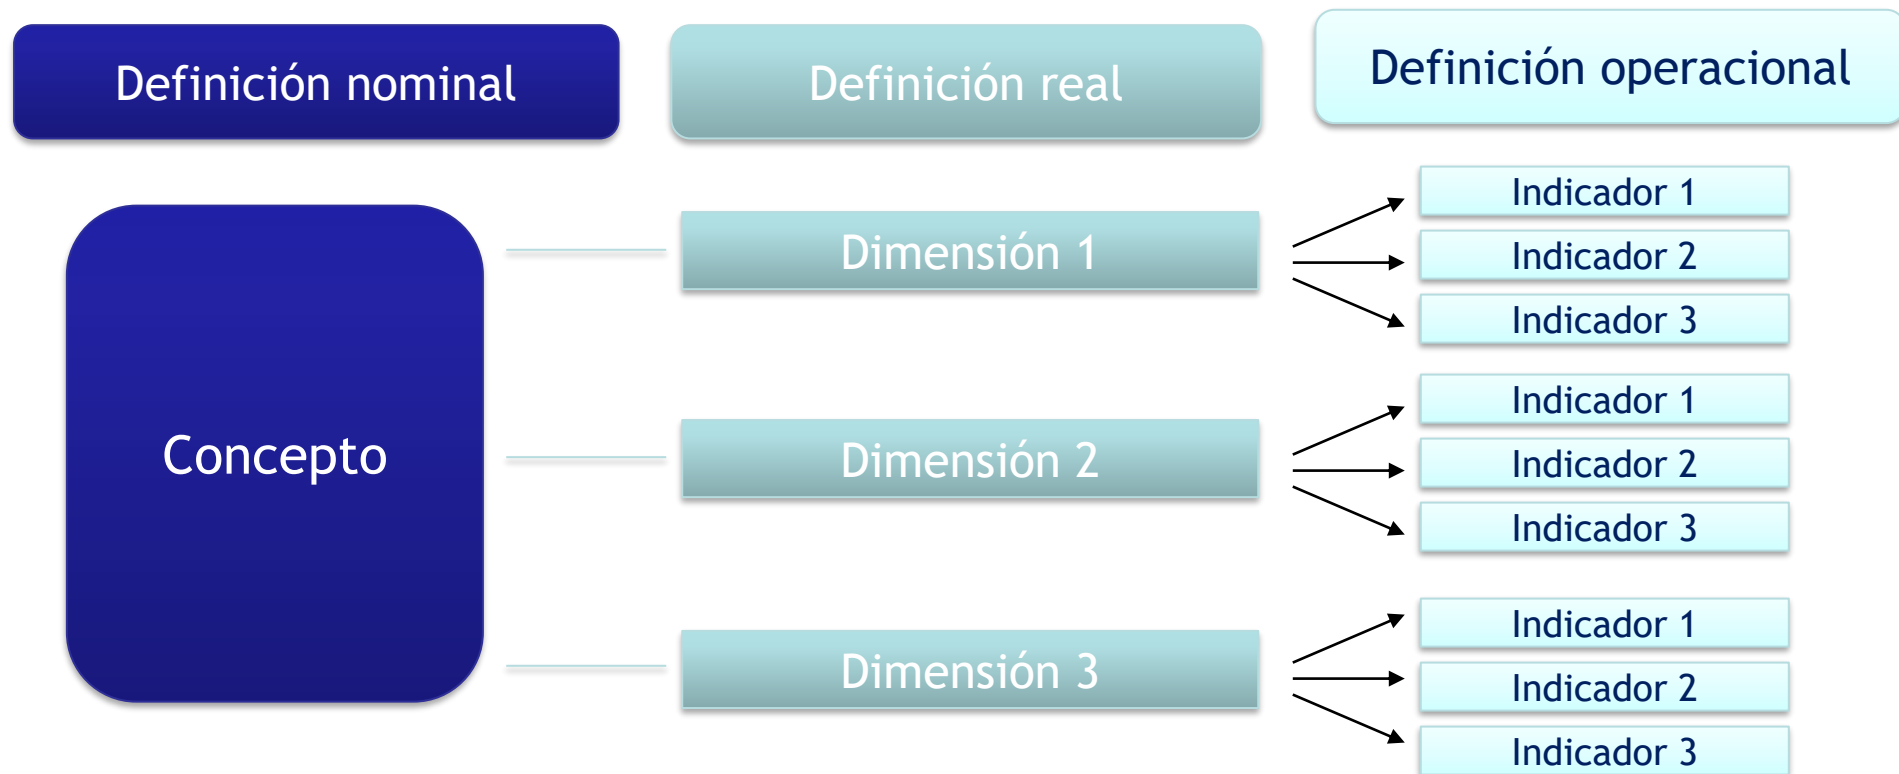 Definición nominal
Definición real
Definición operacional
Concepto
Dimensión 1
Indicador 1
Indicador 2
Indicador 3
Dimensión 2
Indicador 1
Indicador 2
Indicador 3
Dimensión 3
Indicador 1
Indicador 2
Indicador 3